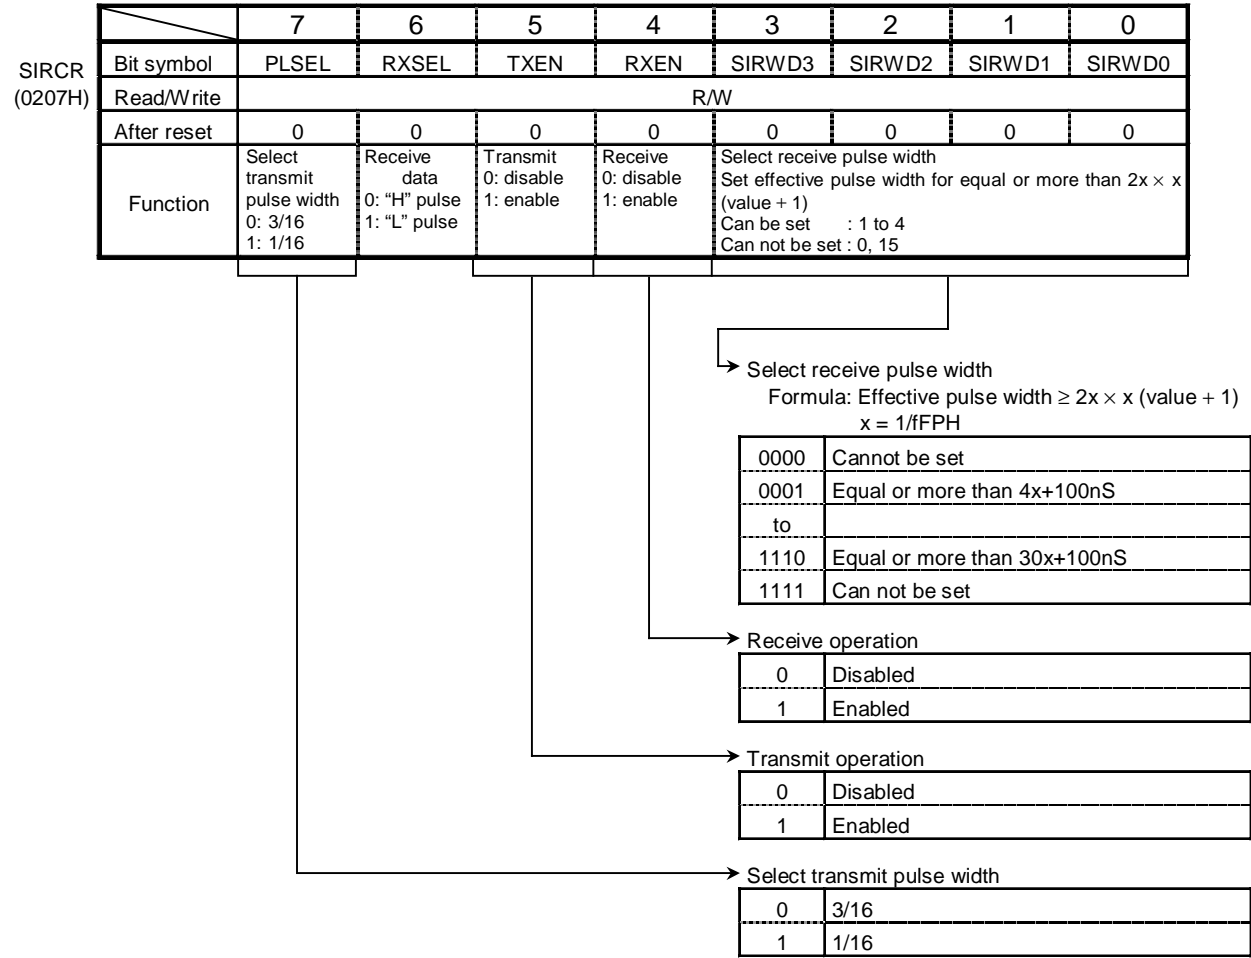 7 6 5 4 3 2 1 0
SIRCR
(0207H)
Bit symbol PLSEL RXSEL TXEN RXEN SIRWD3 SIRWD2 SIRWD1 SIRWD0
Read/Write R/W
After reset 0 0 0 0 0 0 0 0
Function
Select
transmit
pulse width
0: 3/16
1: 1/16
Receive
data
0: “H” pulse
1: “L” pulse
Transmit
0: disable
1: enable
Receive
0: disable
1: enable
Select receive pulse width
Set effective pulse width for equal or more than 2x × x
(value + 1)
Can be set : 1 to 4
Can not be set : 0, 15
Select receive pulse width
Formula: Effective pulse width ≥ 2x × x (value + 1)
x = 1/fFPH
0000 Cannot be set
0001 Equal or more than 4x+100nS
to
1110 Equal or more than 30x+100nS
1111 Can not be set
Receive operation
0 Disabled
1 Enabled
Transmit operation
0 Disabled
1 Enabled
Select transmit pulse width
0 3/16
1 1/16